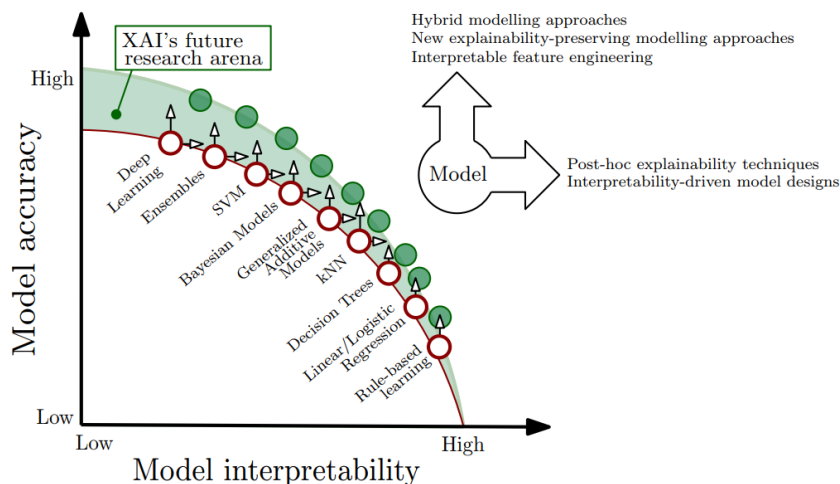 Hybrid modelling approaches
New explainability-preserving modelling approaches
Interpretable feature engineering
XAI's future
research arena
High
Model accuracy
Deep
Learning
Ensembles
SVM
Bayesian Models
Generalized
Additive
Models
kNN
Decision Trees
Linear/Logistic
Regression
Rule-based
learning
Model
Post-hoc explainability techniques
Interpretability-driven model designs
Low
Low
High
Model interpretability